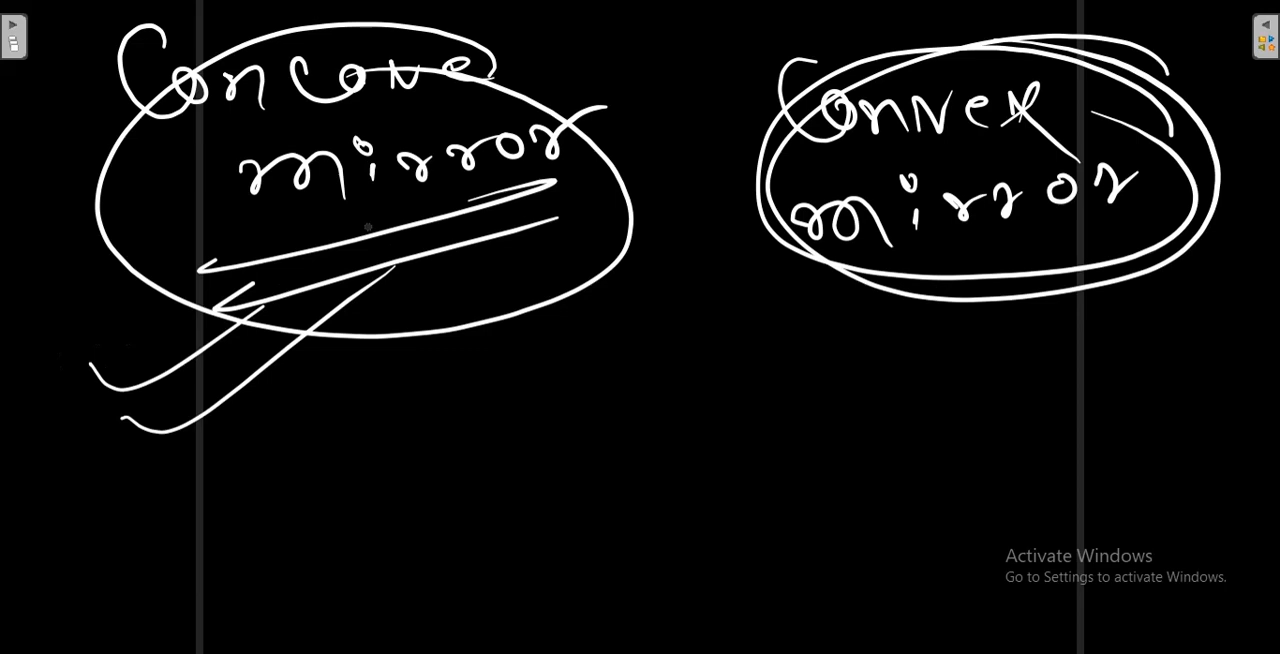 Concave
mirror
Convex
mirror
Activate Windows
Go to Settings to activate Windows.